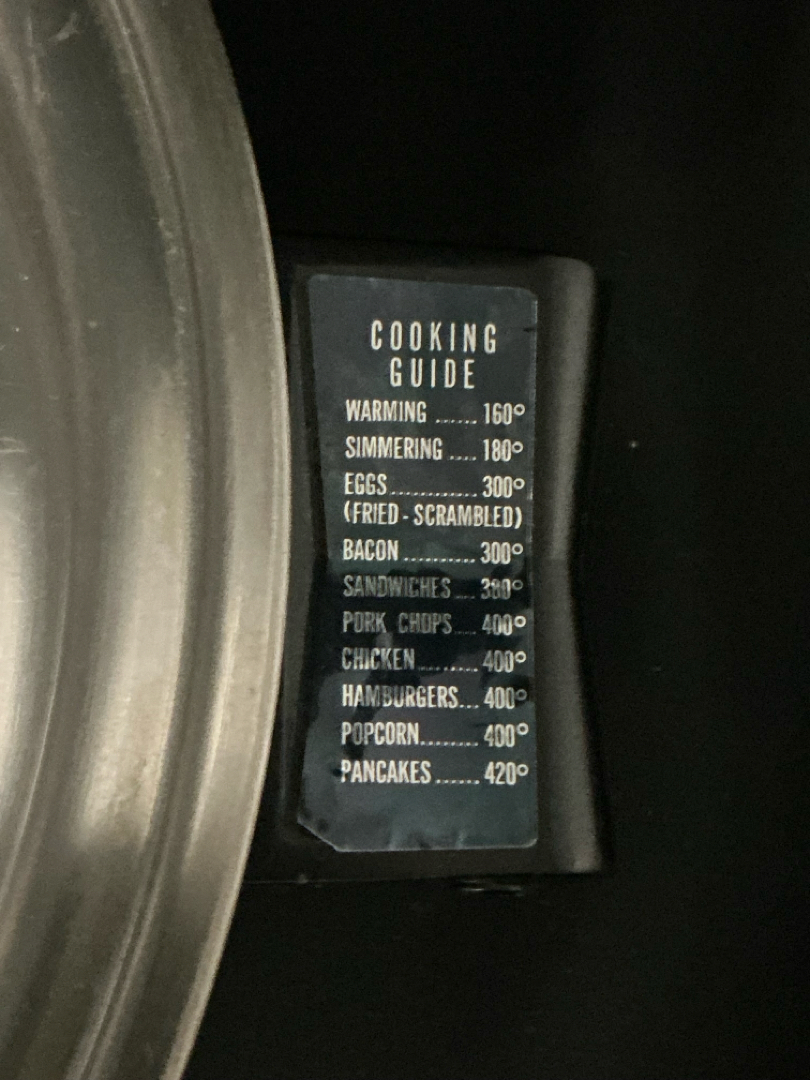 COOKING
GUIDE
WARMING ...... 160°
SIMMERING .... 180°
EGGS............ 300°
(FRIED - SCRAMBLED)
BACON .......... 300°
SANDWICHES ... 380°
PORK CHOPS .... 400°
CHICKEN......... 400°
HAMBURGERS... 400°
POPCORN........ 400°
PANCAKES ...... 420°